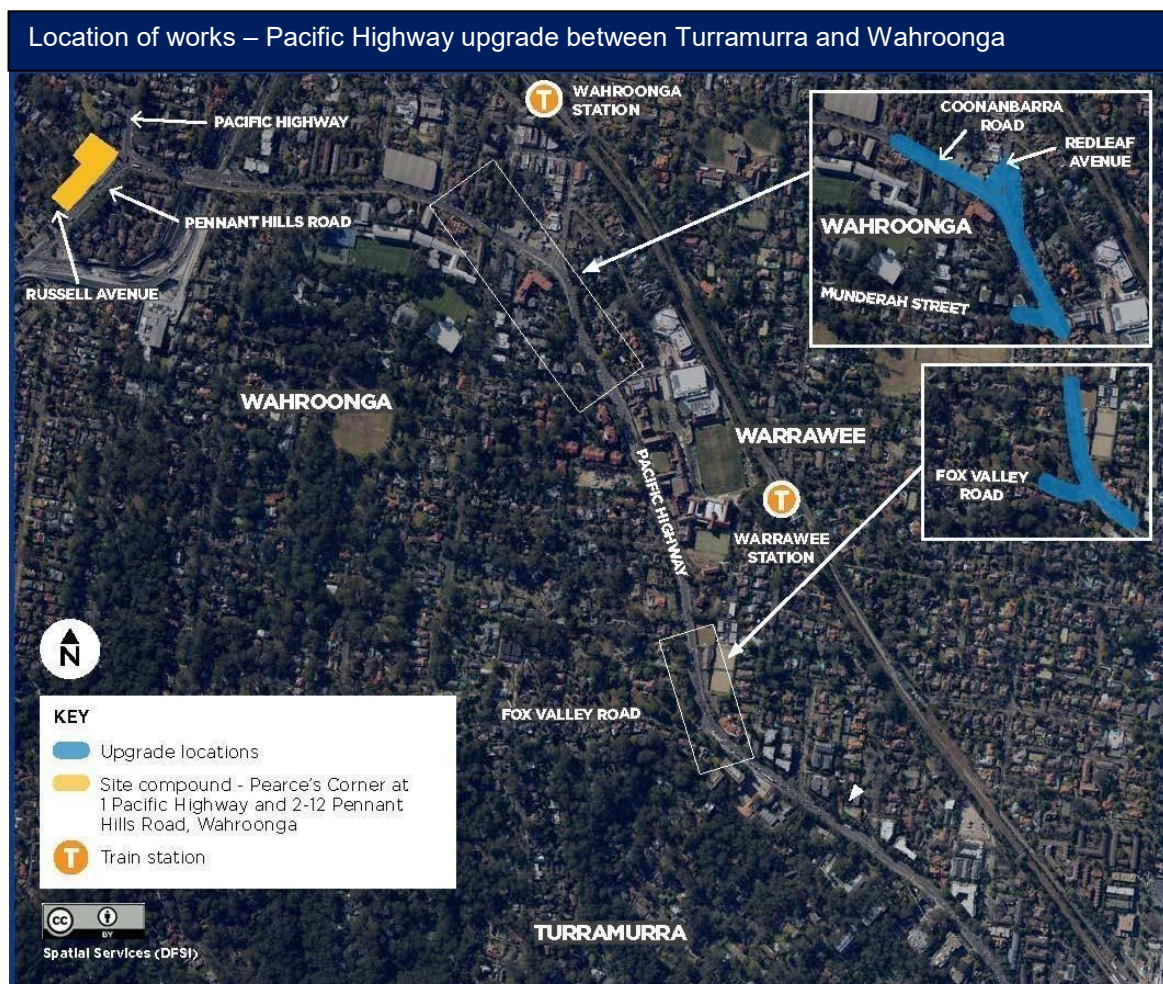 Location of works – Pacific Highway upgrade between Turramurra and Wahroonga
WAHROONGA
STATION
PACIFIC HIGHWAY
PENNANT HILLS ROAD
RUSSELL AVENUE
COONANBARRA
ROAD
REDLEAF
AVENUE
WAHROONGA
MUNDERAH STREET
WAHROONGA
WARRAWEE
FOX VALLEY
ROAD
PACIFIC HIGHWAY
T
WARRAWEE
STATION
T
N
FOX VALLEY ROAD
KEY
Upgrade locations
Site compound - Pearce's Corner at
1 Pacific Highway and 2-12 Pennant
Hills Road, Wahroonga
T
Train station
cc
BY
Spatial Services (DFSI)
TURRAMURRA